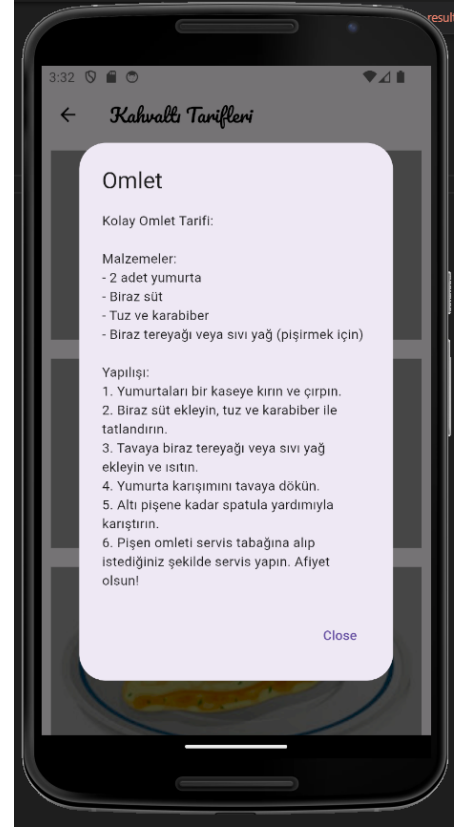 result
3:32
Kahvaltı Tarifleri
Omlet
Kolay Omlet Tarifi:
Malzemeler:
- 2 adet yumurta
- Biraz süt
- Tuz ve karabiber
- Biraz tereyağı veya sıvı yağ (pişirmek için)
Yapılışı:
1. Yumurtaları bir kaseye kırın ve çırpın.
2. Biraz süt ekleyin, tuz ve karabiber ile
tatlandırın.
3. Tavaya biraz tereyağı veya sıvı yağ
ekleyin ve ısıtın.
4. Yumurta karışımını tavaya dökün.
5. Altı pişene kadar spatula yardımıyla
karıştırın.
6. Pişen omleti servis tabağına alıp
istediğiniz şekilde servis yapın. Afiyet
olsun!
Close